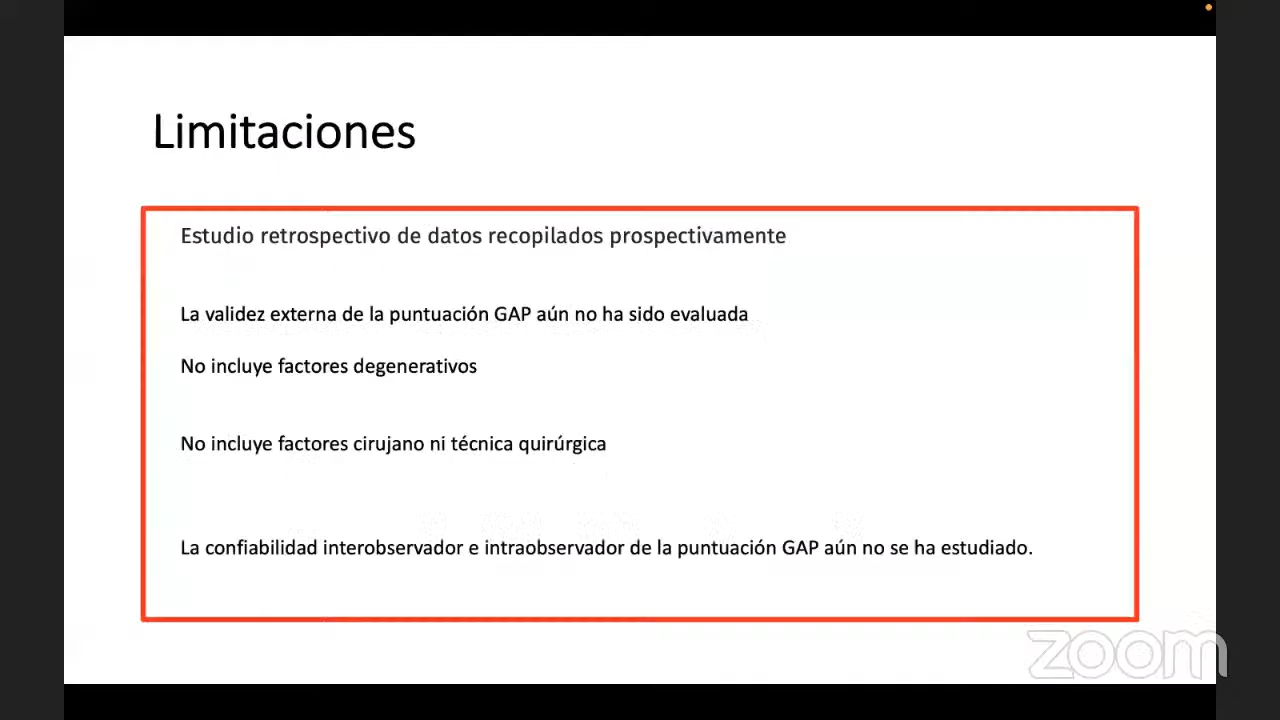 Limitaciones
Estudio retrospectivo de datos recopilados prospectivamente
La validez externa de la puntuación GAP aún no ha sido evaluada
No incluye factores degenerativos
No incluye factores cirujano ni técnica quirúrgica
La confiabilidad interobservador e intraobservador de la puntuación GAP aún no se ha estudiado.
zoom